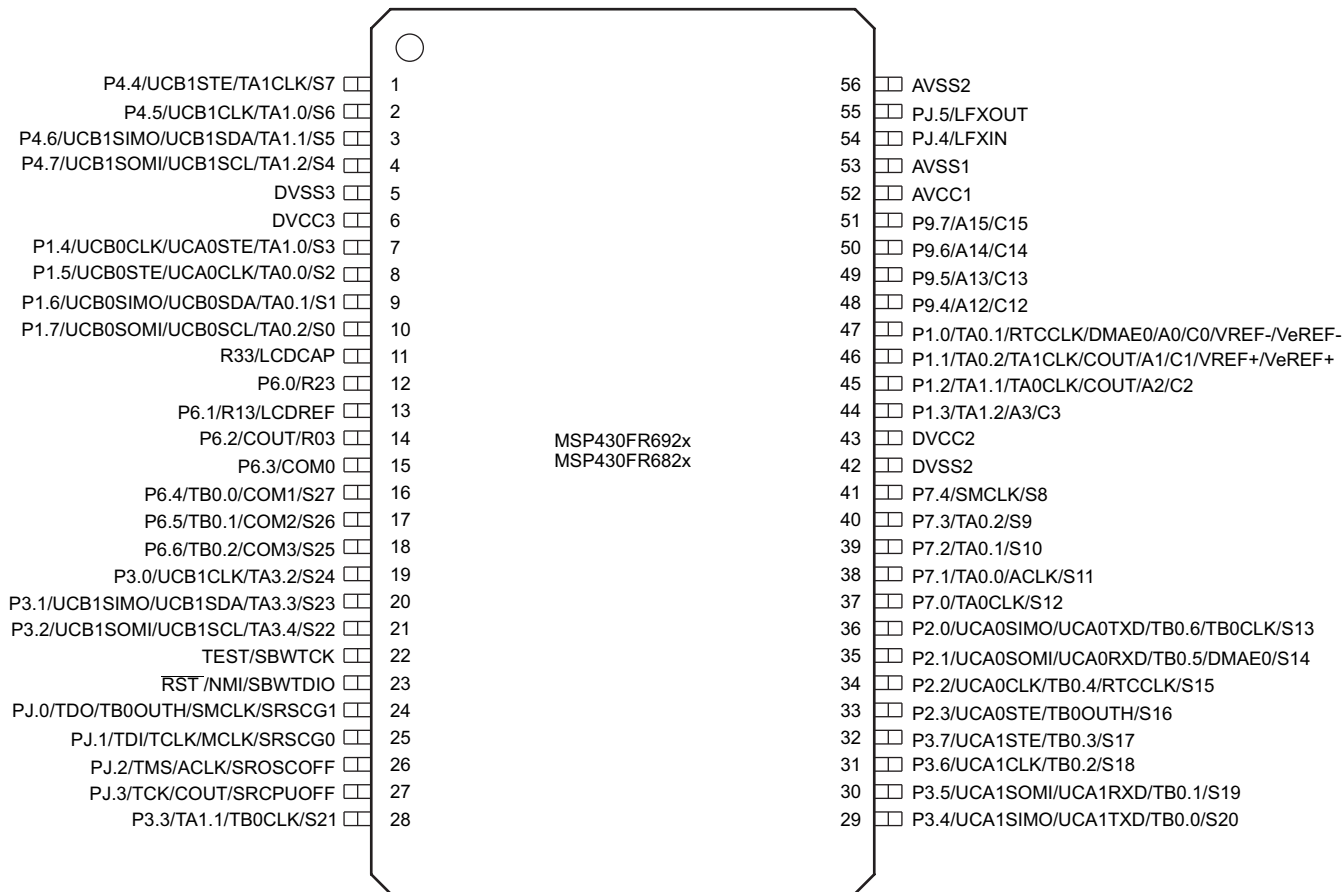 P4.4/UCB1STE/TA1CLK/S7 1 56 AVSS2
P4.5/UCB1CLK/TA1.0/S6 2 55 PJ.5/LFXOUT
P4.6/UCB1SIMO/UCB1SDA/TA1.1/S5 3 54 PJ.4/LFXIN
P4.7/UCB1SOMI/UCB1SCL/TA1.2/S4 4 53 AVSS1
DVSS3 5 52 AVCC1
DVCC3 6 51 P9.7/A15/C15
P1.4/UCB0CLK/UCA0STE/TA1.0/S3 7 50 P9.6/A14/C14
P1.5/UCB0STE/UCA0CLK/TA0.0/S2 8 49 P9.5/A13/C13
P1.6/UCB0SIMO/UCB0SDA/TA0.1/S1 9 48 P9.4/A12/C12
P1.7/UCB0SOMI/UCB0SCL/TA0.2/S0 10 47 P1.0/TA0.1/RTCCLK/DMAE0/A0/C0/VREF-/VeREF-
R33/LCDCAP 11 46 P1.1/TA0.2/TA1CLK/COUT/A1/C1/VREF+/VeREF+
P6.0/R23 12 45 P1.2/TA1.1/TA0CLK/COUT/A2/C2
P6.1/R13/LCDREF 13 44 P1.3/TA1.2/A3/C3
P6.2/COUT/R03 14 MSP430FR692x 43 DVCC2
P6.3/COM0 15 MSP430FR682x 42 DVSS2
P6.4/TB0.0/COM1/S27 16 41 P7.4/SMCLK/S8
P6.5/TB0.1/COM2/S26 17 40 P7.3/TA0.2/S9
P6.6/TB0.2/COM3/S25 18 39 P7.2/TA0.1/S10
P3.0/UCB1CLK/TA3.2/S24 19 38 P7.1/TA0.0/ACLK/S11
P3.1/UCB1SIMO/UCB1SDA/TA3.3/S23 20 37 P7.0/TA0CLK/S12
P3.2/UCB1SOMI/UCB1SCL/TA3.4/S22 21 36 P2.0/UCA0SIMO/UCA0TXD/TB0.6/TB0CLK/S13
TEST/SBWTCK 22 35 P2.1/UCA0SOMI/UCA0RXD/TB0.5/DMAE0/S14
RST/NMI/SBWTDIO 23 34 P2.2/UCA0CLK/TB0.4/RTCCLK/S15
PJ.0/TDO/TB0OUTH/SMCLK/SRSCG1 24 33 P2.3/UCA0STE/TB0OUTH/S16
PJ.1/TDI/TCLK/MCLK/SRSCG0 25 32 P3.7/UCA1STE/TB0.3/S17
PJ.2/TMS/ACLK/SROSCOFF 26 31 P3.6/UCA1CLK/TB0.2/S18
PJ.3/TCK/COUT/SRCPUOFF 27 30 P3.5/UCA1SOMI/UCA1RXD/TB0.1/S19
P3.3/TA1.1/TB0CLK/S21 28 29 P3.4/UCA1SIMO/UCA1TXD/TB0.0/S20